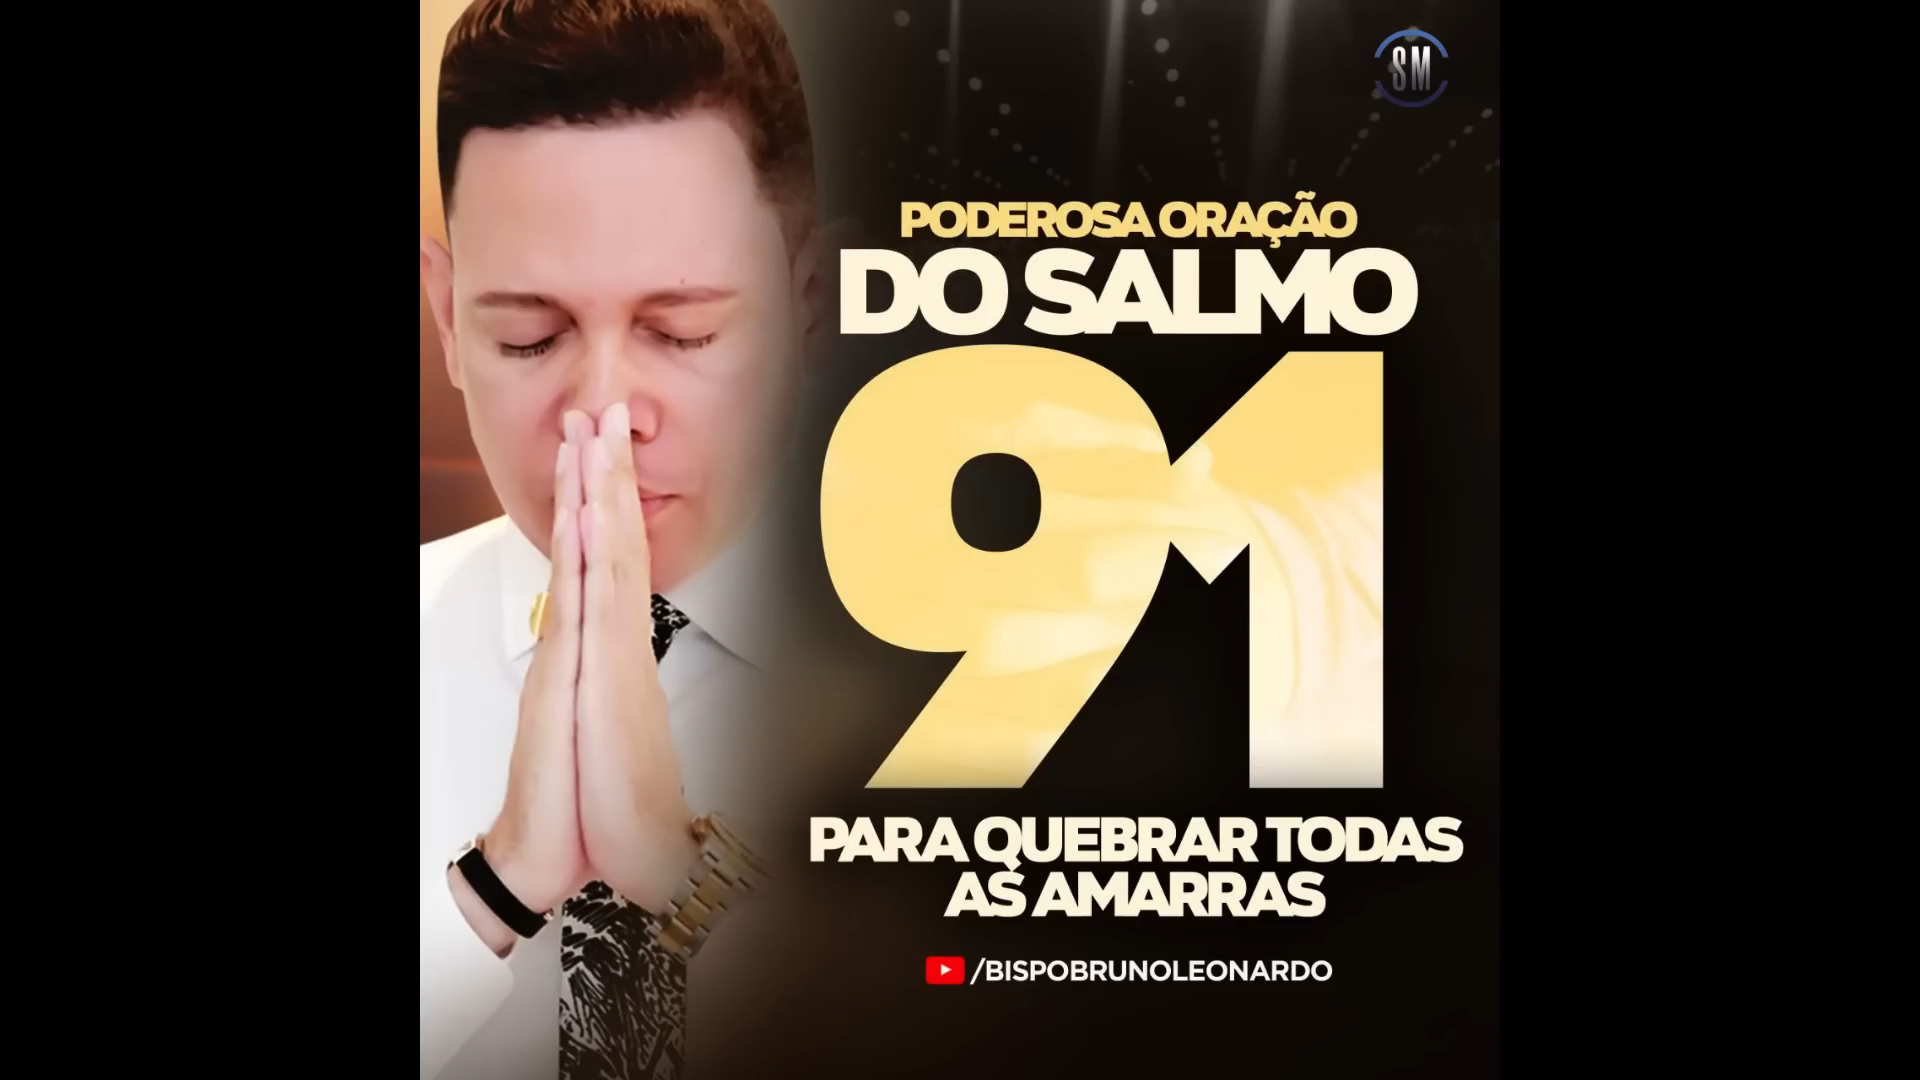 SM
PODEROSA ORAÇÃO
DO SALMO
91
PARA QUEBRAR TODAS
AS AMARRAS
/BISPOBRUNOLEONARDO